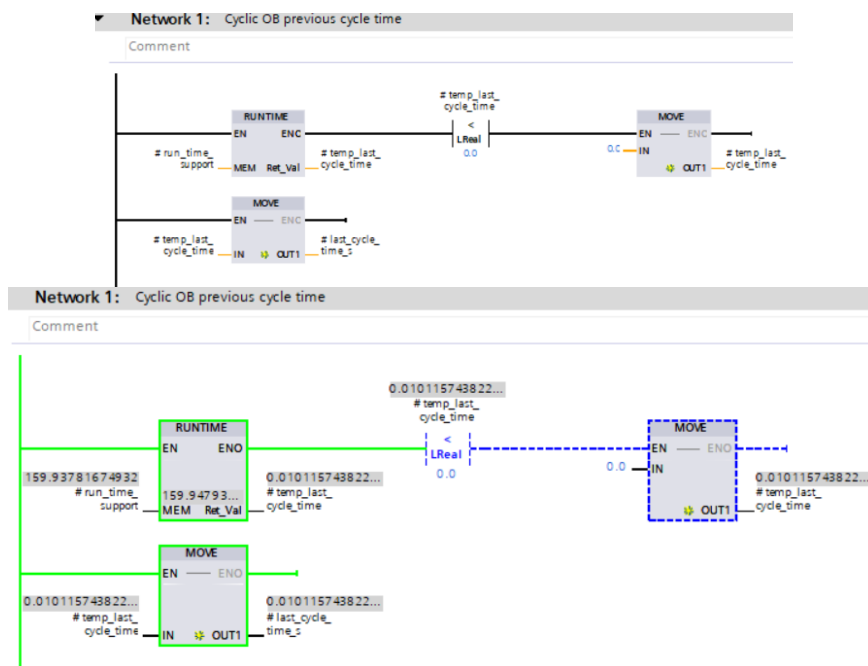 Network 1: Cyclic OB previous cycle time
Comment
# temp_last_
cycle_time
RUNTIME
MOVE
EN ENC
<
EN ENC
LReal
# run_time_
support
MEM Ret_Val
# temp_last_
cycle_time
0.0
0.0
IN
OUT1
# temp_last_
cycle_time
MOVE
EN ENC
# temp_last_
cycle_time
IN OUT1
# last_cycle_
time_s
Network 1: Cyclic OB previous cycle time
Comment
0.010115743822...
# temp_last_
cycle_time
RUNTIME
MOVE
EN ENO
<
EN ENO
LReal
159.93781674932
# run_time_
support
159.94793...
MEM Ret_Val
0.010115743822...
# temp_last_
cycle_time
0.0
0.0
IN
OUT1
0.010115743822...
# temp_last_
cycle_time
MOVE
EN ENO
0.010115743822...
# temp_last_
cycle_time
IN OUT1
0.010115743822...
# last_cycle_
time_s